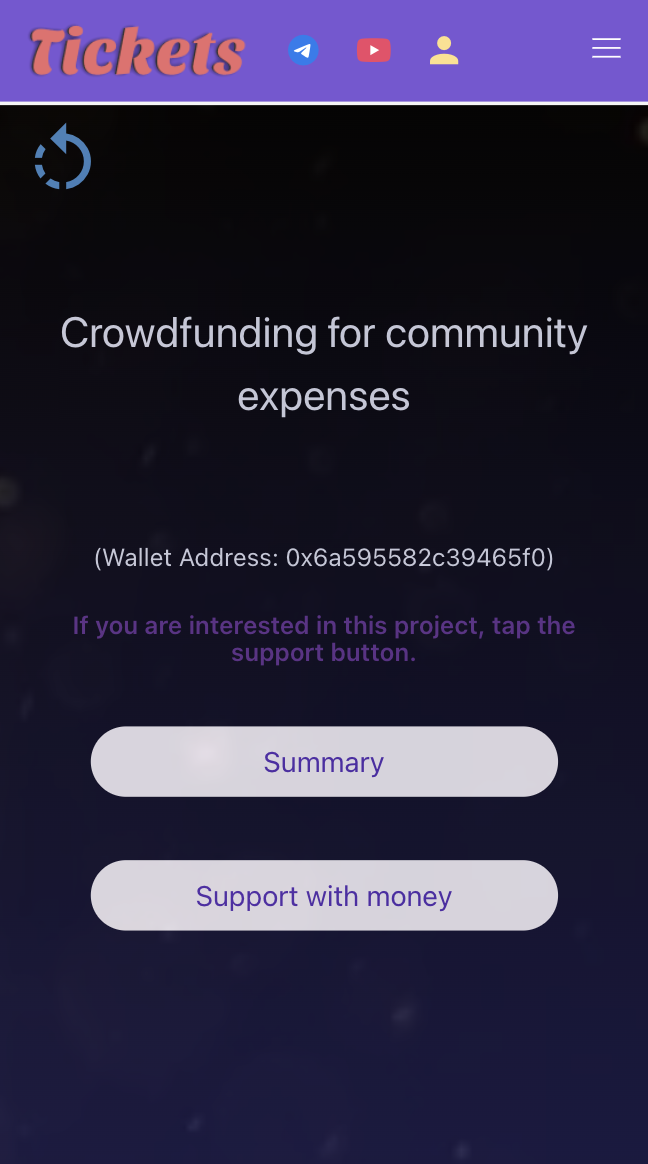 Tickets
Crowdfunding for community
expenses
(Wallet Address: 0x6a595582c39465f0)
If you are interested in this project, tap the
support button.
Summary
Support with money